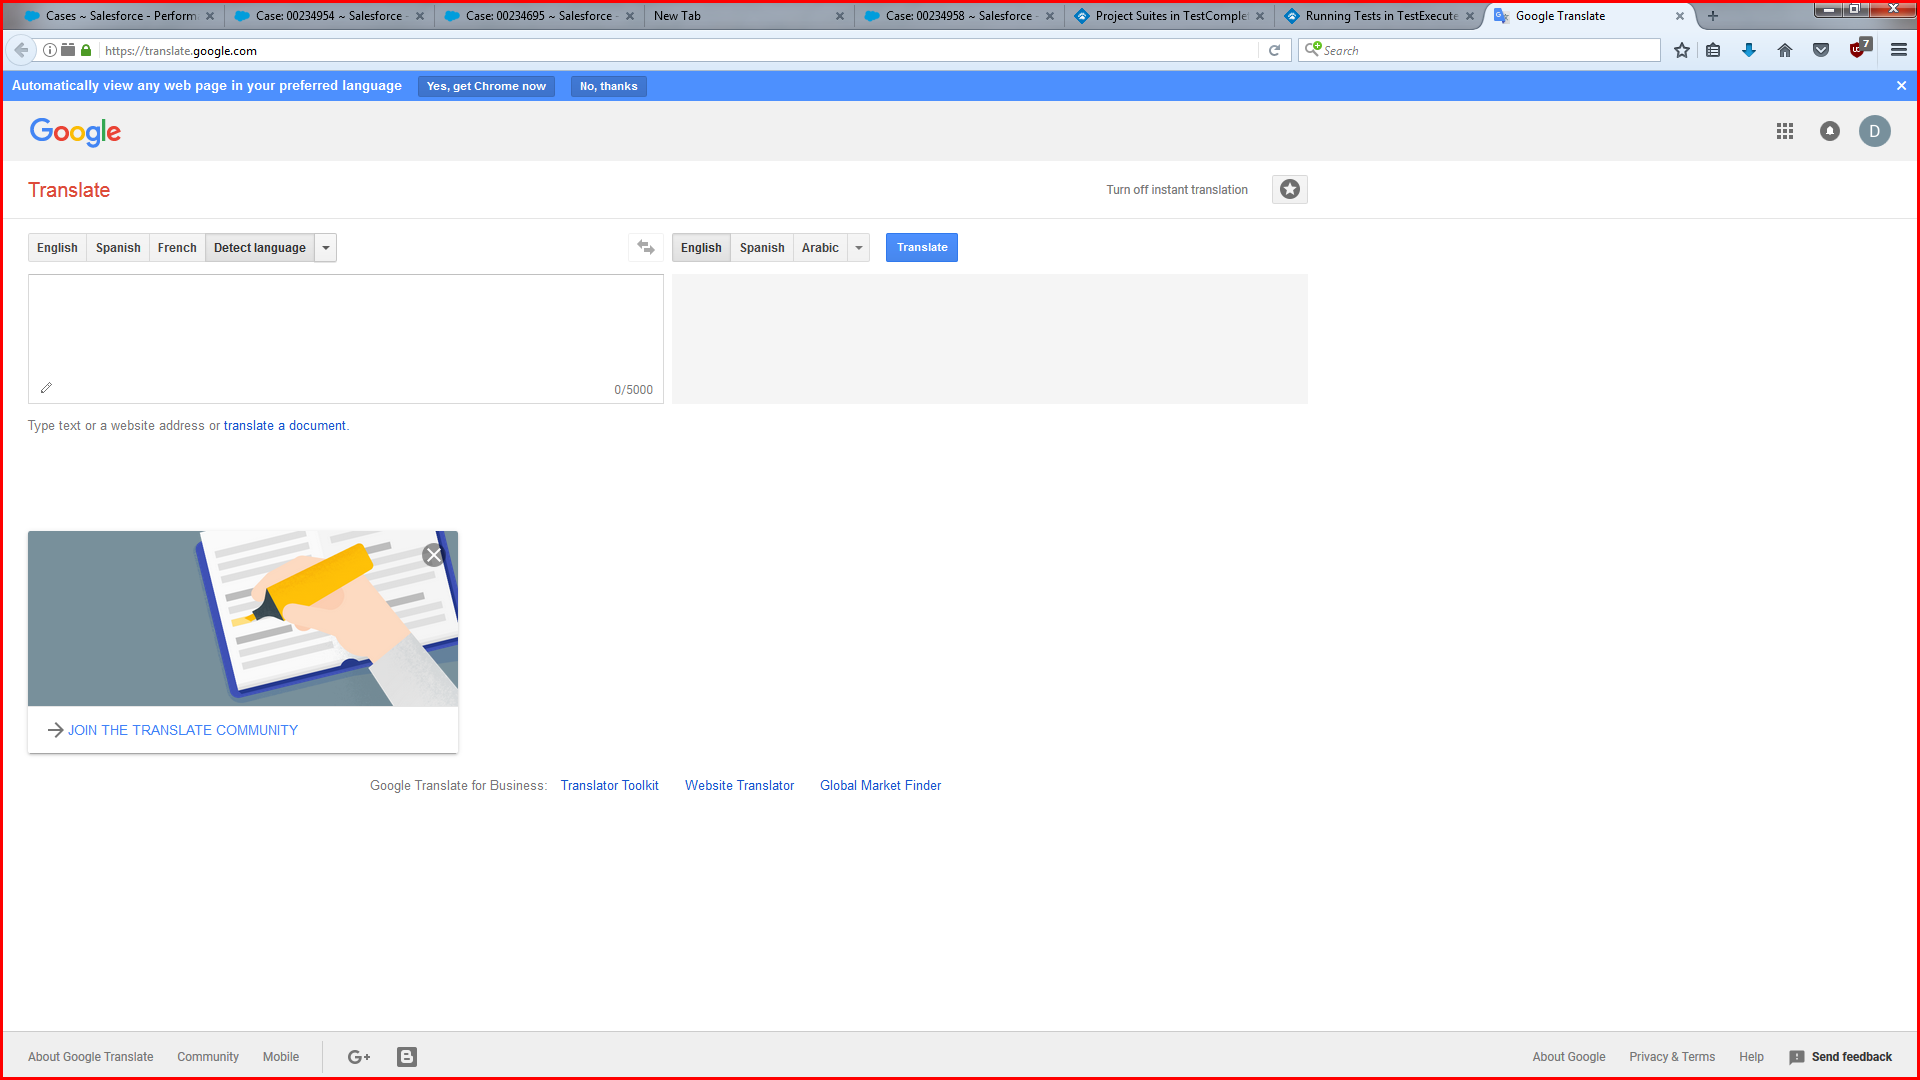 Cases ~ Salesforce - Perform
Case: 00234954 ~ Salesforce -
Case: 00234695 ~ Salesforce -
New Tab
Case: 00234958 ~ Salesforce -
Project Suites in TestComplet
Running Tests in TestExecute
Google Translate
https://translate.google.com
Search
7
Automatically view any web page in your preferred language
Yes, get Chrome now
No, thanks
Google
D
Translate
Turn off instant translation
English
Spanish
French
Detect language
English
Spanish
Arabic
Translate
0/5000
Type text or a website address or translate a document.
JOIN THE TRANSLATE COMMUNITY
Google Translate for Business:
Translator Toolkit
Website Translator
Global Market Finder
About Google Translate
Community
Mobile
G+
B
About Google
Privacy & Terms
Help
Send feedback